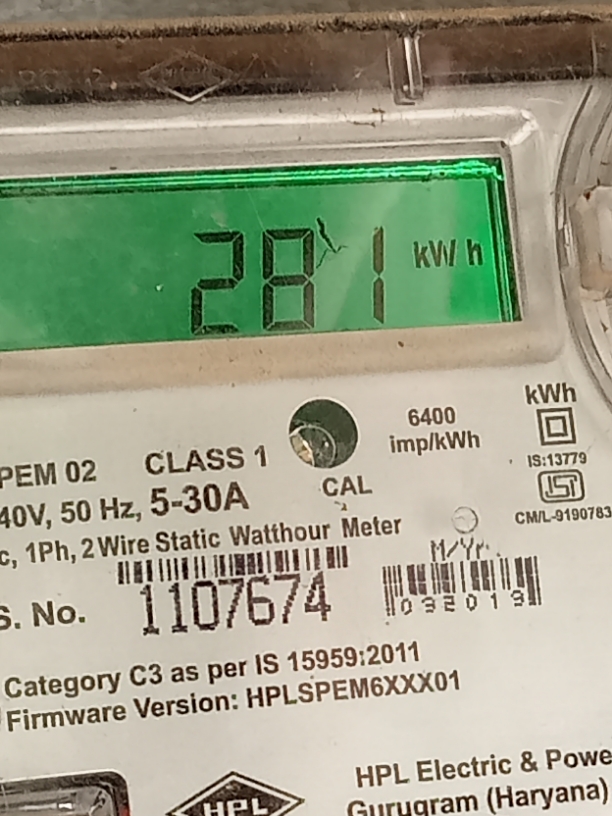 281 kW h
kWh
6400
imp/kWh
IS:13779
ISI
CM/L-9190783
PEM 02 CLASS 1
CAL
40V, 50 Hz, 5-30A
c, 1Ph, 2 Wire Static Watthour Meter
M/Yr.
S. No. 1107674
032019
Category C3 as per IS 15959:2011
Firmware Version: HPLSPEM6XXX01
HPL
HPL Electric & Powe
Gurugram (Haryana)